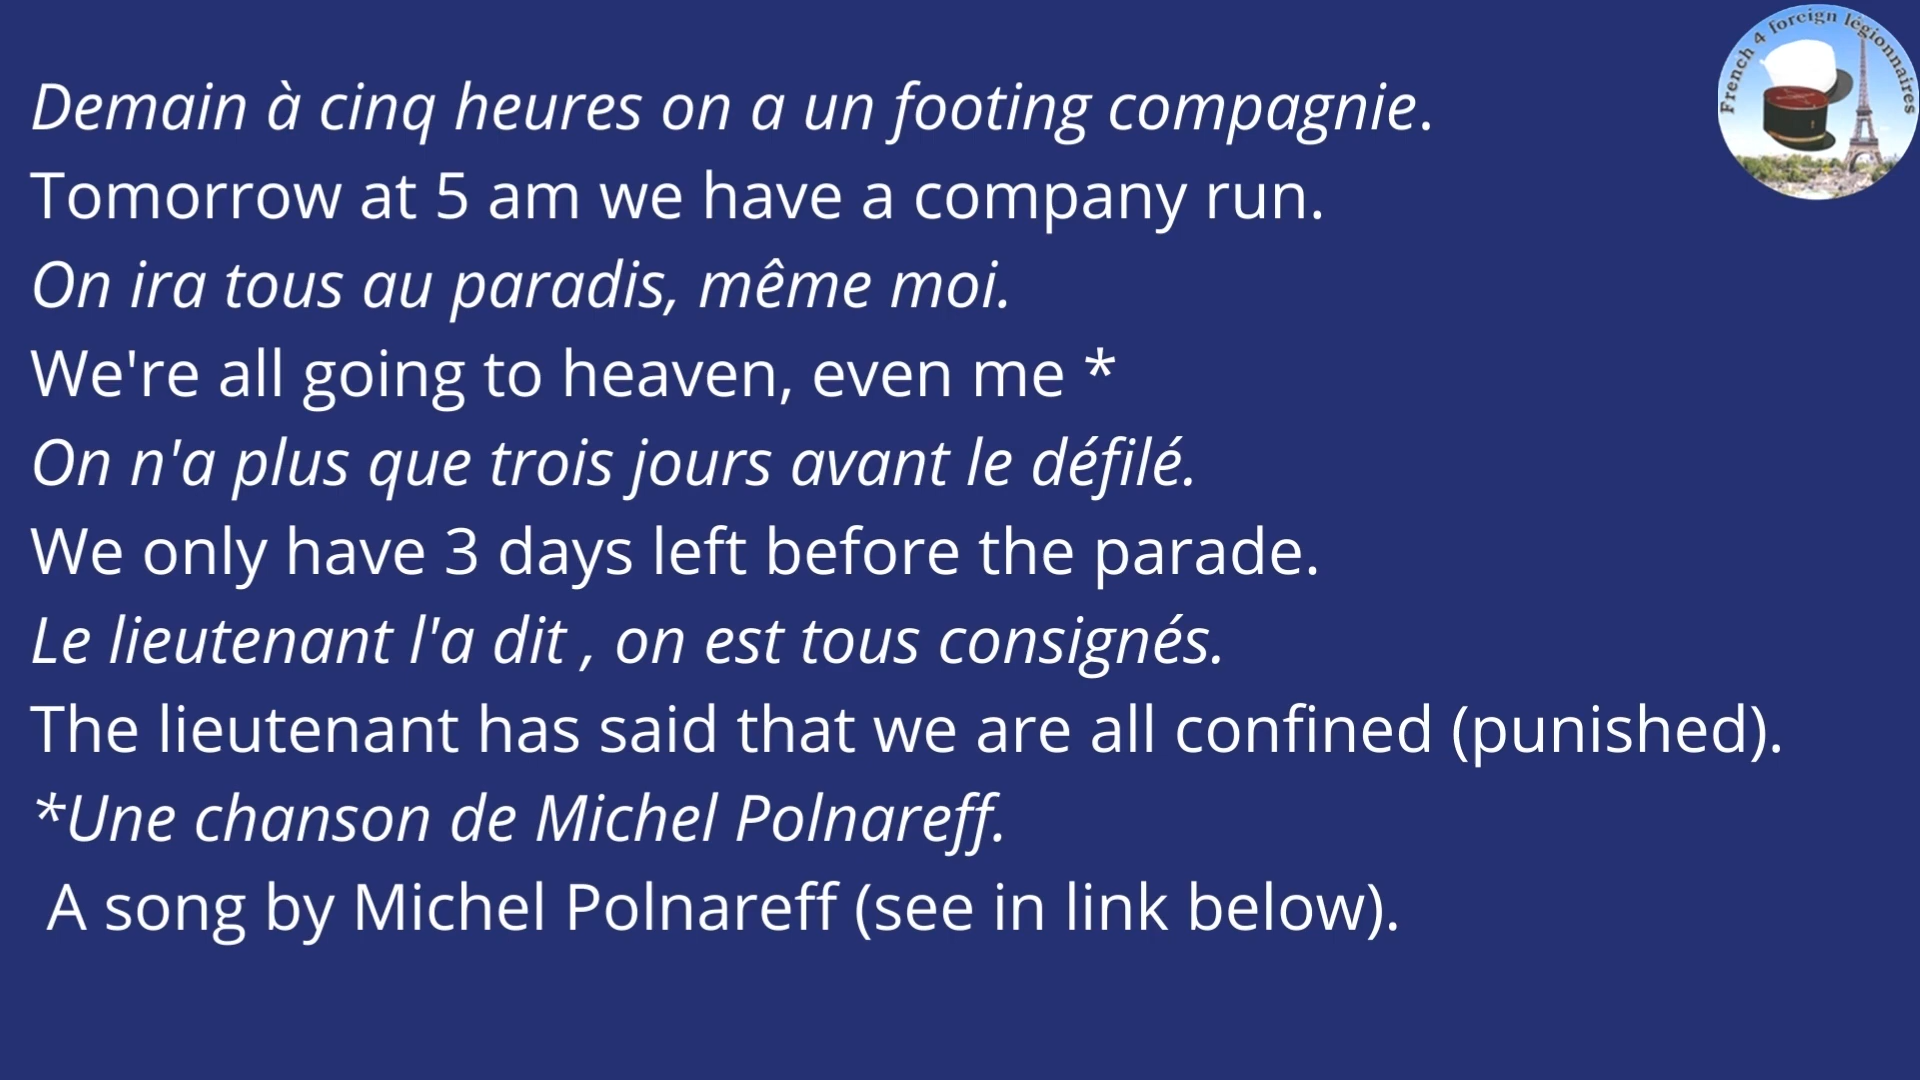 French 4 foreign légionnaires
Demain à cinq heures on a un footing compagnie.
Tomorrow at 5 am we have a company run.
On ira tous au paradis, même moi.
We're all going to heaven, even me *
On n'a plus que trois jours avant le défilé.
We only have 3 days left before the parade.
Le lieutenant l'a dit , on est tous consignés.
The lieutenant has said that we are all confined (punished).
*Une chanson de Michel Polnareff.
A song by Michel Polnareff (see in link below).